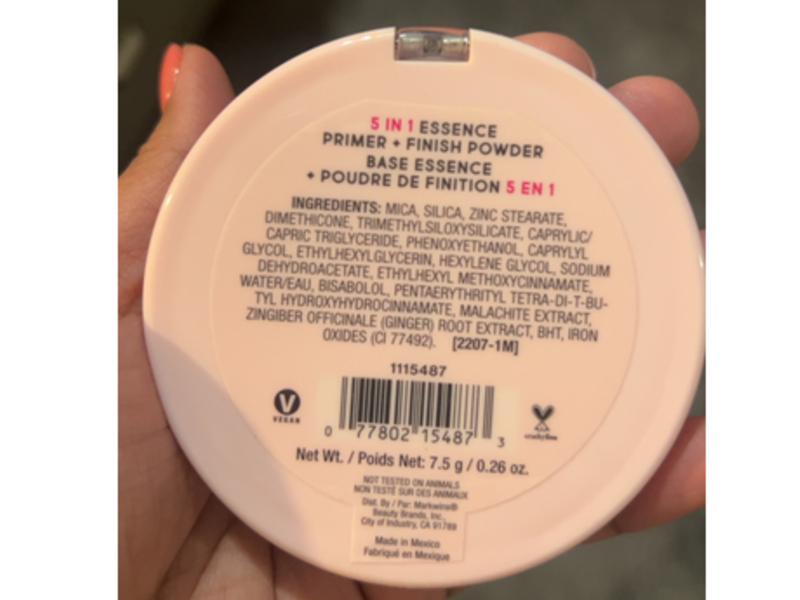 5 IN 1 ESSENCE
PRIMER + FINISH POWDER
BASE ESSENCE
+ POUDRE DE FINITION 5 EN 1
INGREDIENTS: MICA, SILICA, ZINC STEARATE,
DIMETHICONE, TRIMETHYLSILOXYSILICATE, CAPRYLIC/
CAPRIC TRIGLYCERIDE, PHENOXYETHANOL, CAPRYLYL
GLYCOL, ETHYLHEXYLGLYCERIN, HEXYLENE GLYCOL, SODIUM
DEHYDROACETATE, ETHYLHEXYL METHOXYCINNAMATE,
WATER/EAU, BISABOLOL, PENTAERYTHRITYL TETRA-DI-T-BU-
TYL HYDROXYHYDROCINNAMATE, MALACHITE EXTRACT,
ZINGIBER OFFICINALE (GINGER) ROOT EXTRACT, BHT, IRON
OXIDES (CI 77492). [2207-1M]
1115487
V
VEGAN
0 77802 15487 3
crueltyfree
Net Wt. / Poids Net: 7.5 g / 0.26 oz.
NOT TESTED ON ANIMALS
NON TESTÉ SUR DES ANIMAUX
Dist. By / Par: Markwins®
Beauty Brands, Inc.,
City of Industry, CA 91789
Made in Mexico
Fabriqué en Mexique